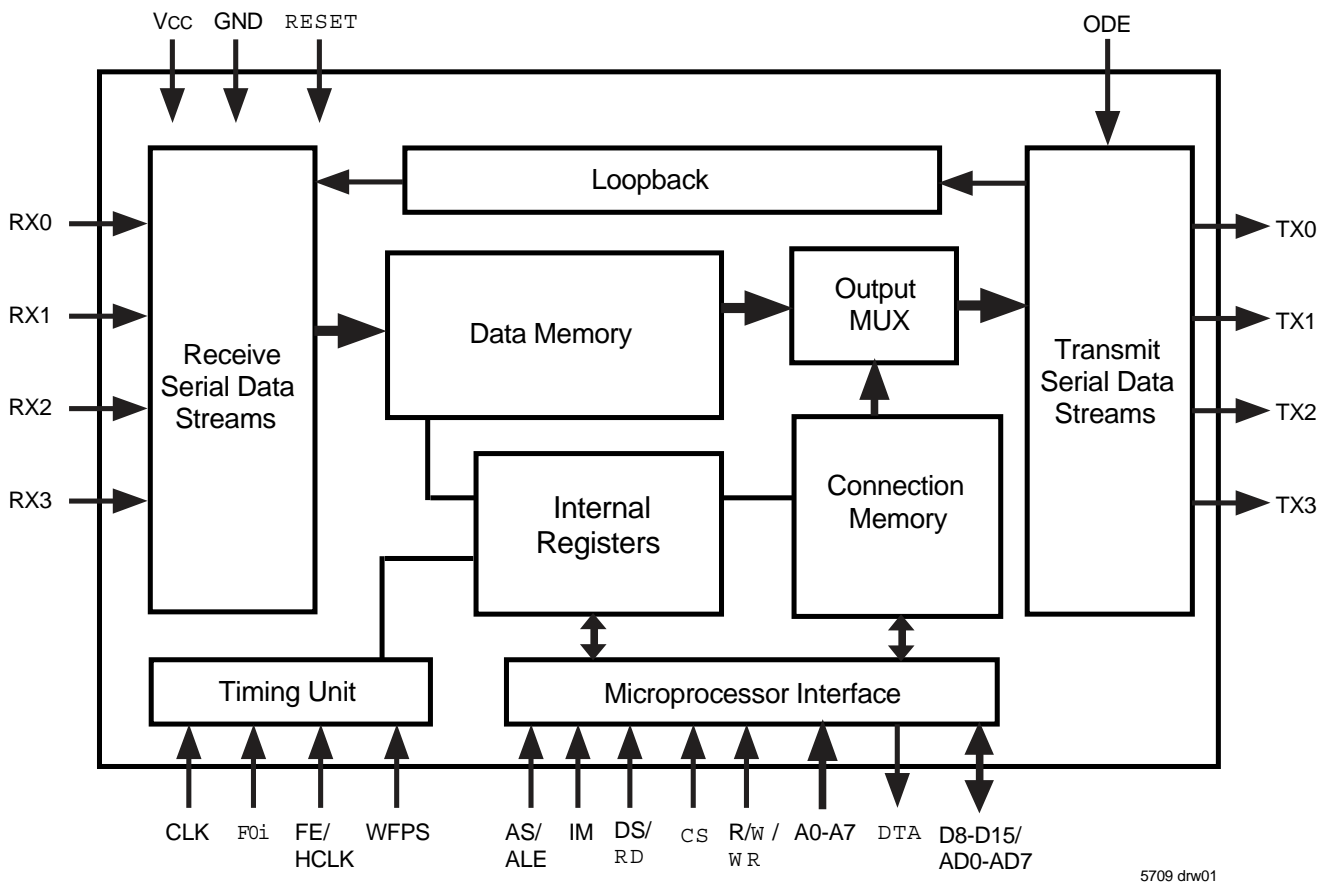 Vcc GND RESET ODE
Loopback
RX0
RX1
RX2
RX3
Receive
Serial Data
Streams
Data Memory
Output
MUX
Transmit
Serial Data
Streams
TX0
TX1
TX2
TX3
Internal
Registers
Connection
Memory
Timing Unit
Microprocessor Interface
CLK
F0i
FE/
HCLK
WFPS
AS/
ALE
IM
DS/
RD
CS
R/W /
WR
A0-A7
DTA
D8-D15/
AD0-AD7
5709 drw01